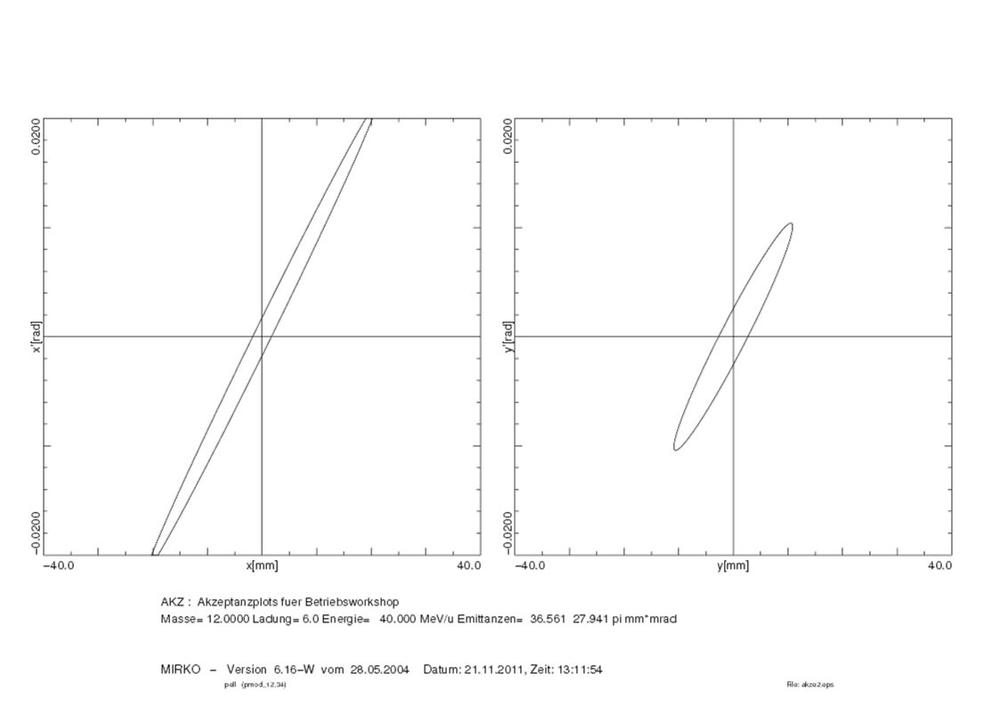 0.0200 0.0200
x'[rad] y'[rad]
−0.0200 −0.0200
−40.0 x[mm] 40.0 −40.0 y[mm] 40.0
AKZ : Akzeptanzplots fuer Betriebsworkshop
Masse= 12.0000 Ladung= 6.0 Energie= 40.000 MeV/u Emittanzen= 36.561 27.941 pi mm*mrad
MIRKO − Version 6.16−W vom 28.05.2004 Datum: 21.11.2011, Zeit: 13:11:54
pell (pmod_12,34) File: akze2.eps